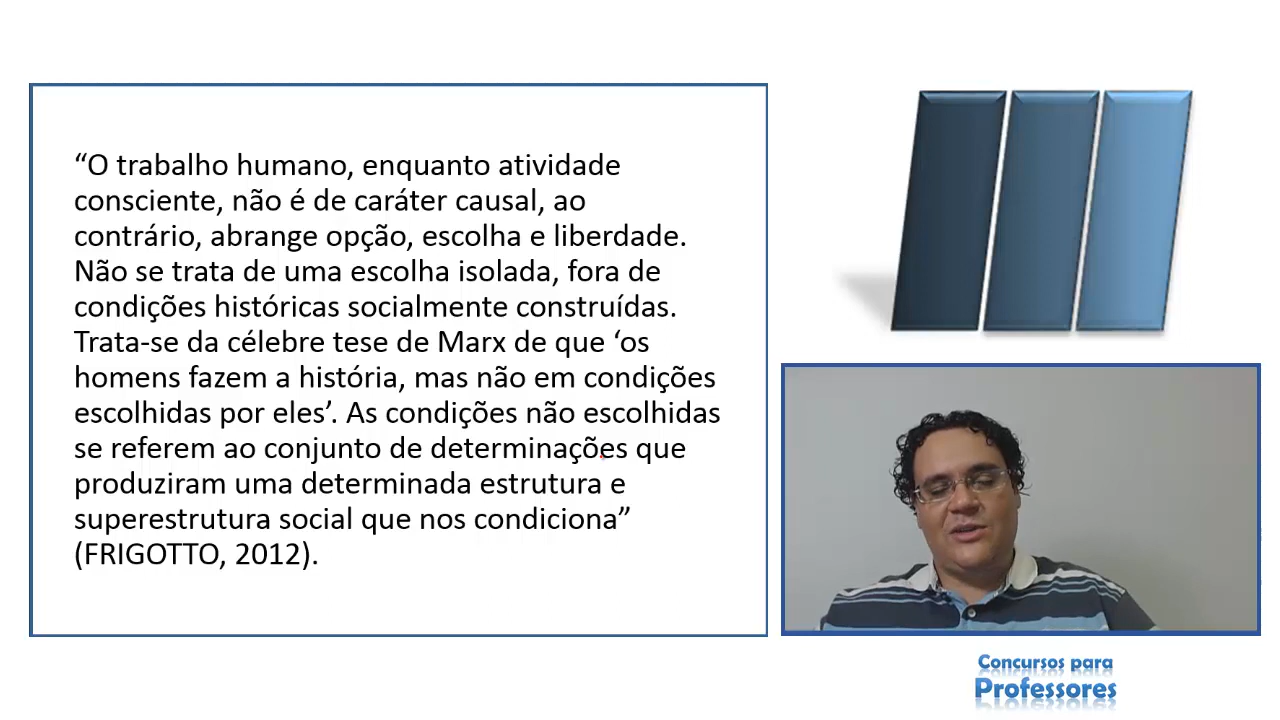 “O trabalho humano, enquanto atividade
consciente, não é de caráter causal, ao
contrário, abrange opção, escolha e liberdade.
Não se trata de uma escolha isolada, fora de
condições históricas socialmente construídas.
Trata-se da célebre tese de Marx de que ‘os
homens fazem a história, mas não em condições
escolhidas por eles’. As condições não escolhidas
se referem ao conjunto de determinações que
produziram uma determinada estrutura e
superestrutura social que nos condiciona”
(FRIGOTTO, 2012).
Concursos para
Professores